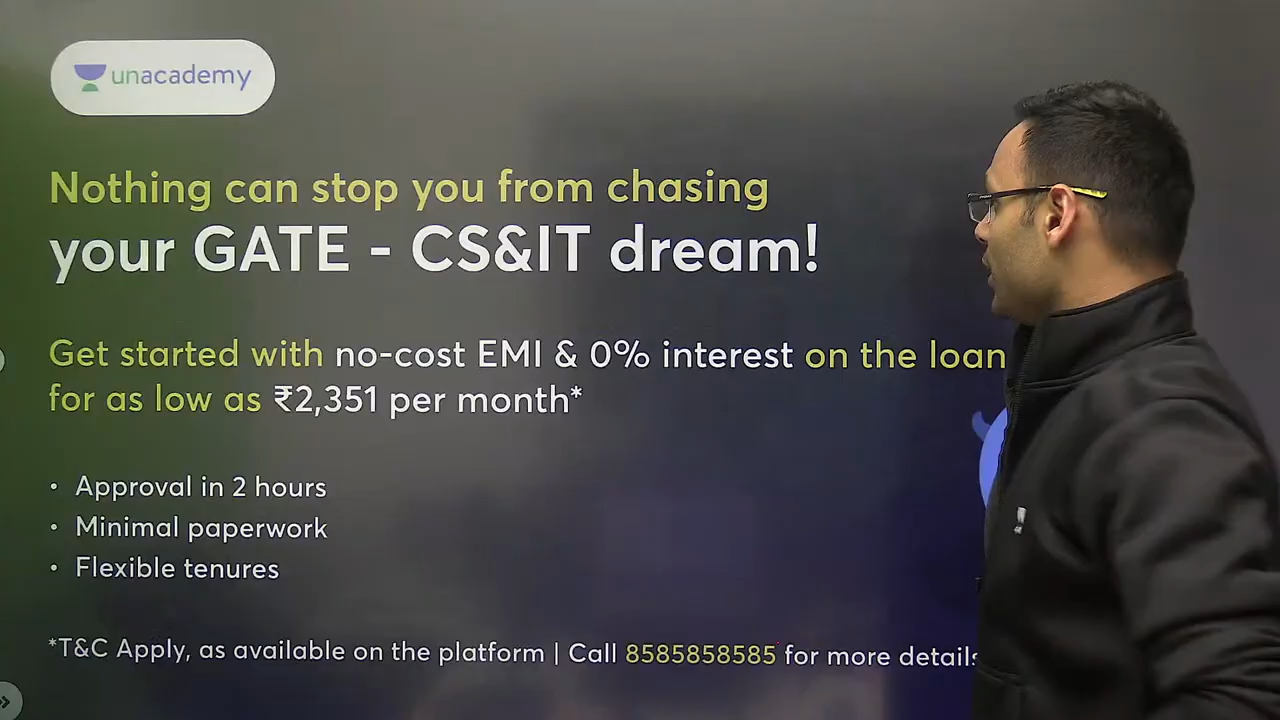 unacademy
Nothing can stop you from chasing
your GATE - CS&IT dream!
Get started with no-cost EMI & 0% interest on the loan
for as low as ₹2,351 per month*
• Approval in 2 hours
• Minimal paperwork
• Flexible tenures
*T&C Apply, as available on the platform | Call 8585858585 for more details
»